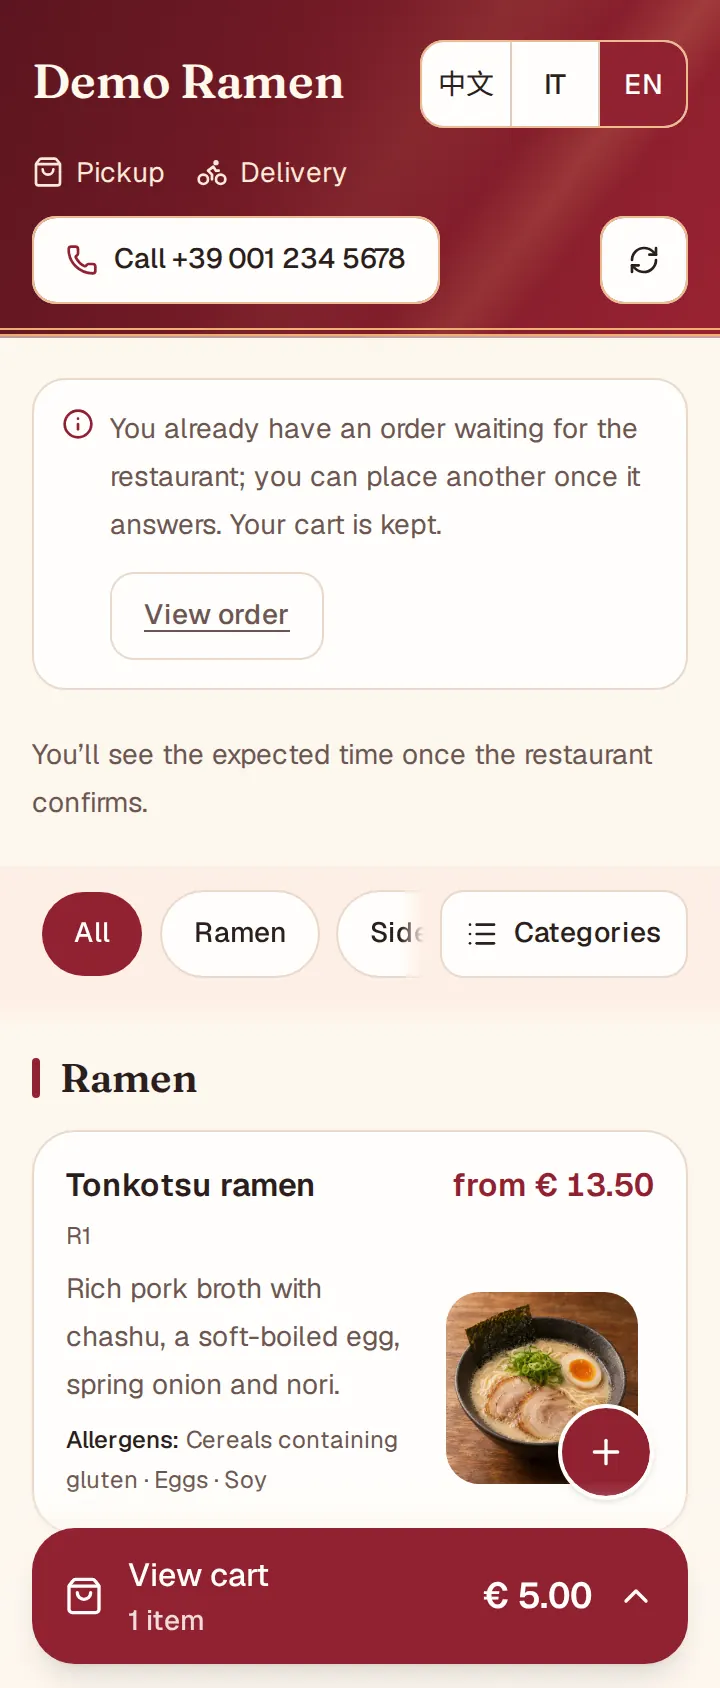 Demo Ramen
中文 IT EN
Pickup Delivery
Call +39 001 234 5678
You already have an order waiting for the
restaurant; you can place another once it
answers. Your cart is kept.
View order
You’ll see the expected time once the restaurant
confirms.
All Ramen Side Categories
Ramen
Tonkotsu ramen from € 13.50
R1
Rich pork broth with
chashu, a soft-boiled egg,
spring onion and nori.
Allergens: Cereals containing
gluten · Eggs · Soy
View cart
1 item
€ 5.00